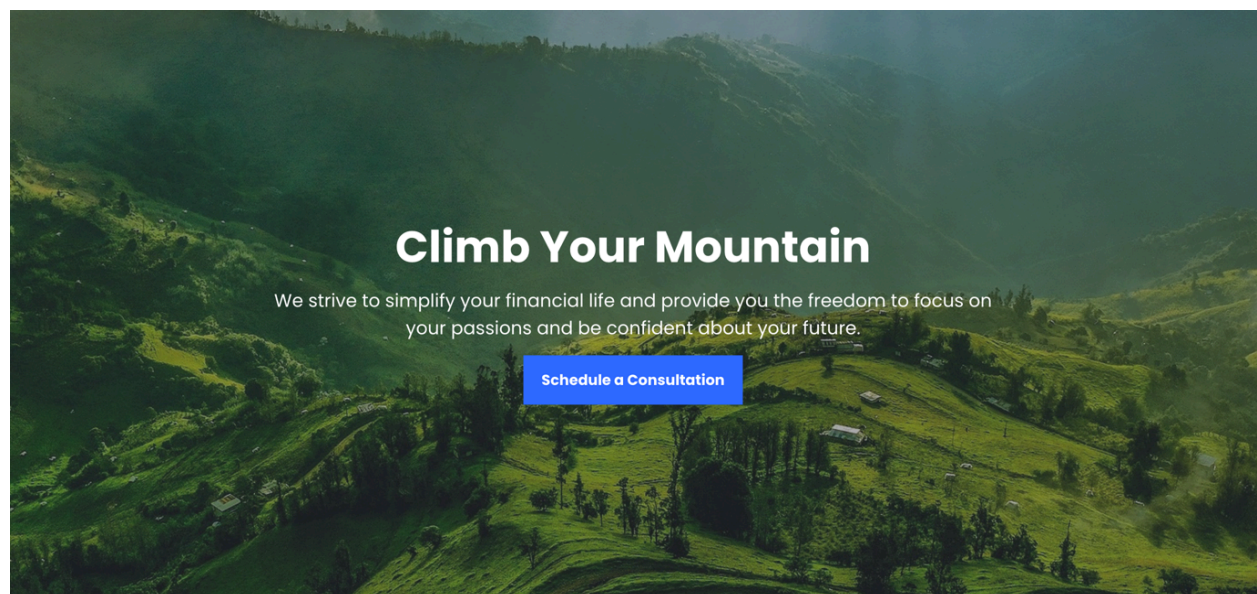 Climb Your Mountain
We strive to simplify your financial life and provide you the freedom to focus on
your passions and be confident about your future.
Schedule a Consultation